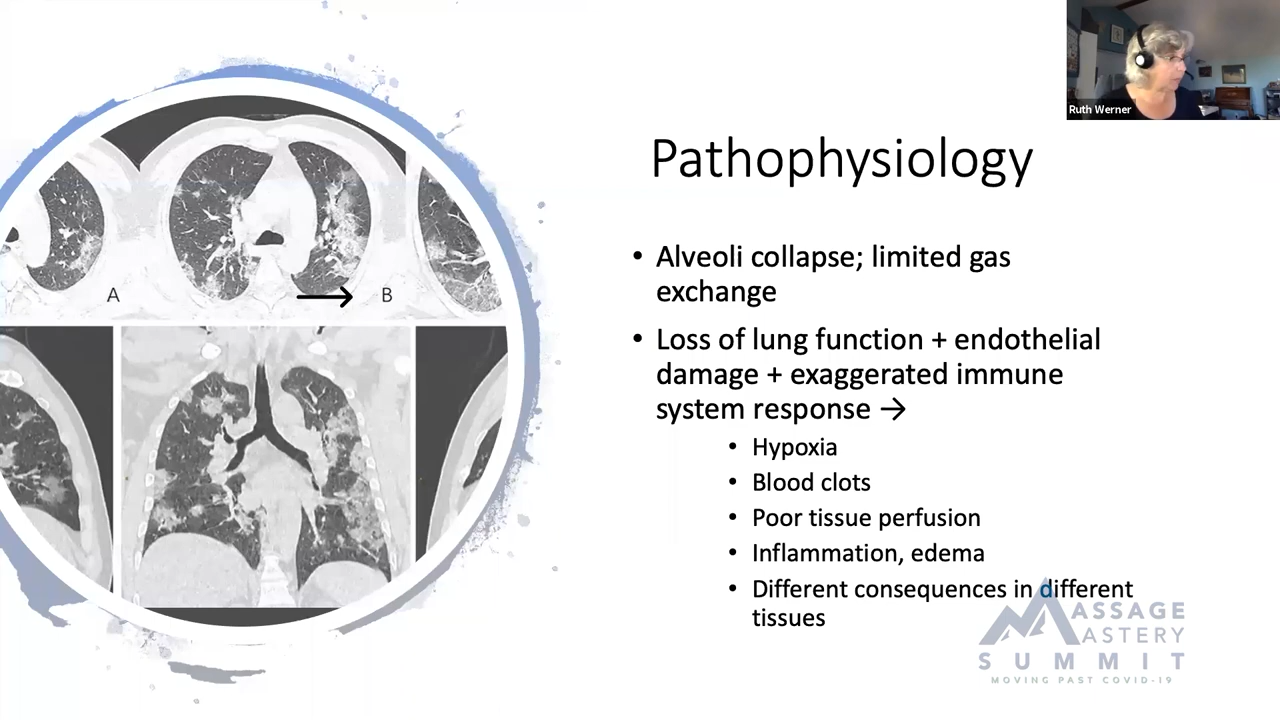 Ruth Werner
Pathophysiology
• Alveoli collapse; limited gas
exchange
• Loss of lung function + endothelial
damage + exaggerated immune
system response →
• Hypoxia
• Blood clots
• Poor tissue perfusion
• Inflammation, edema
• Different consequences in different
tissues
A
B
MASSAGE
MASTERY
SUMMIT
MOVING PAST COVID-19